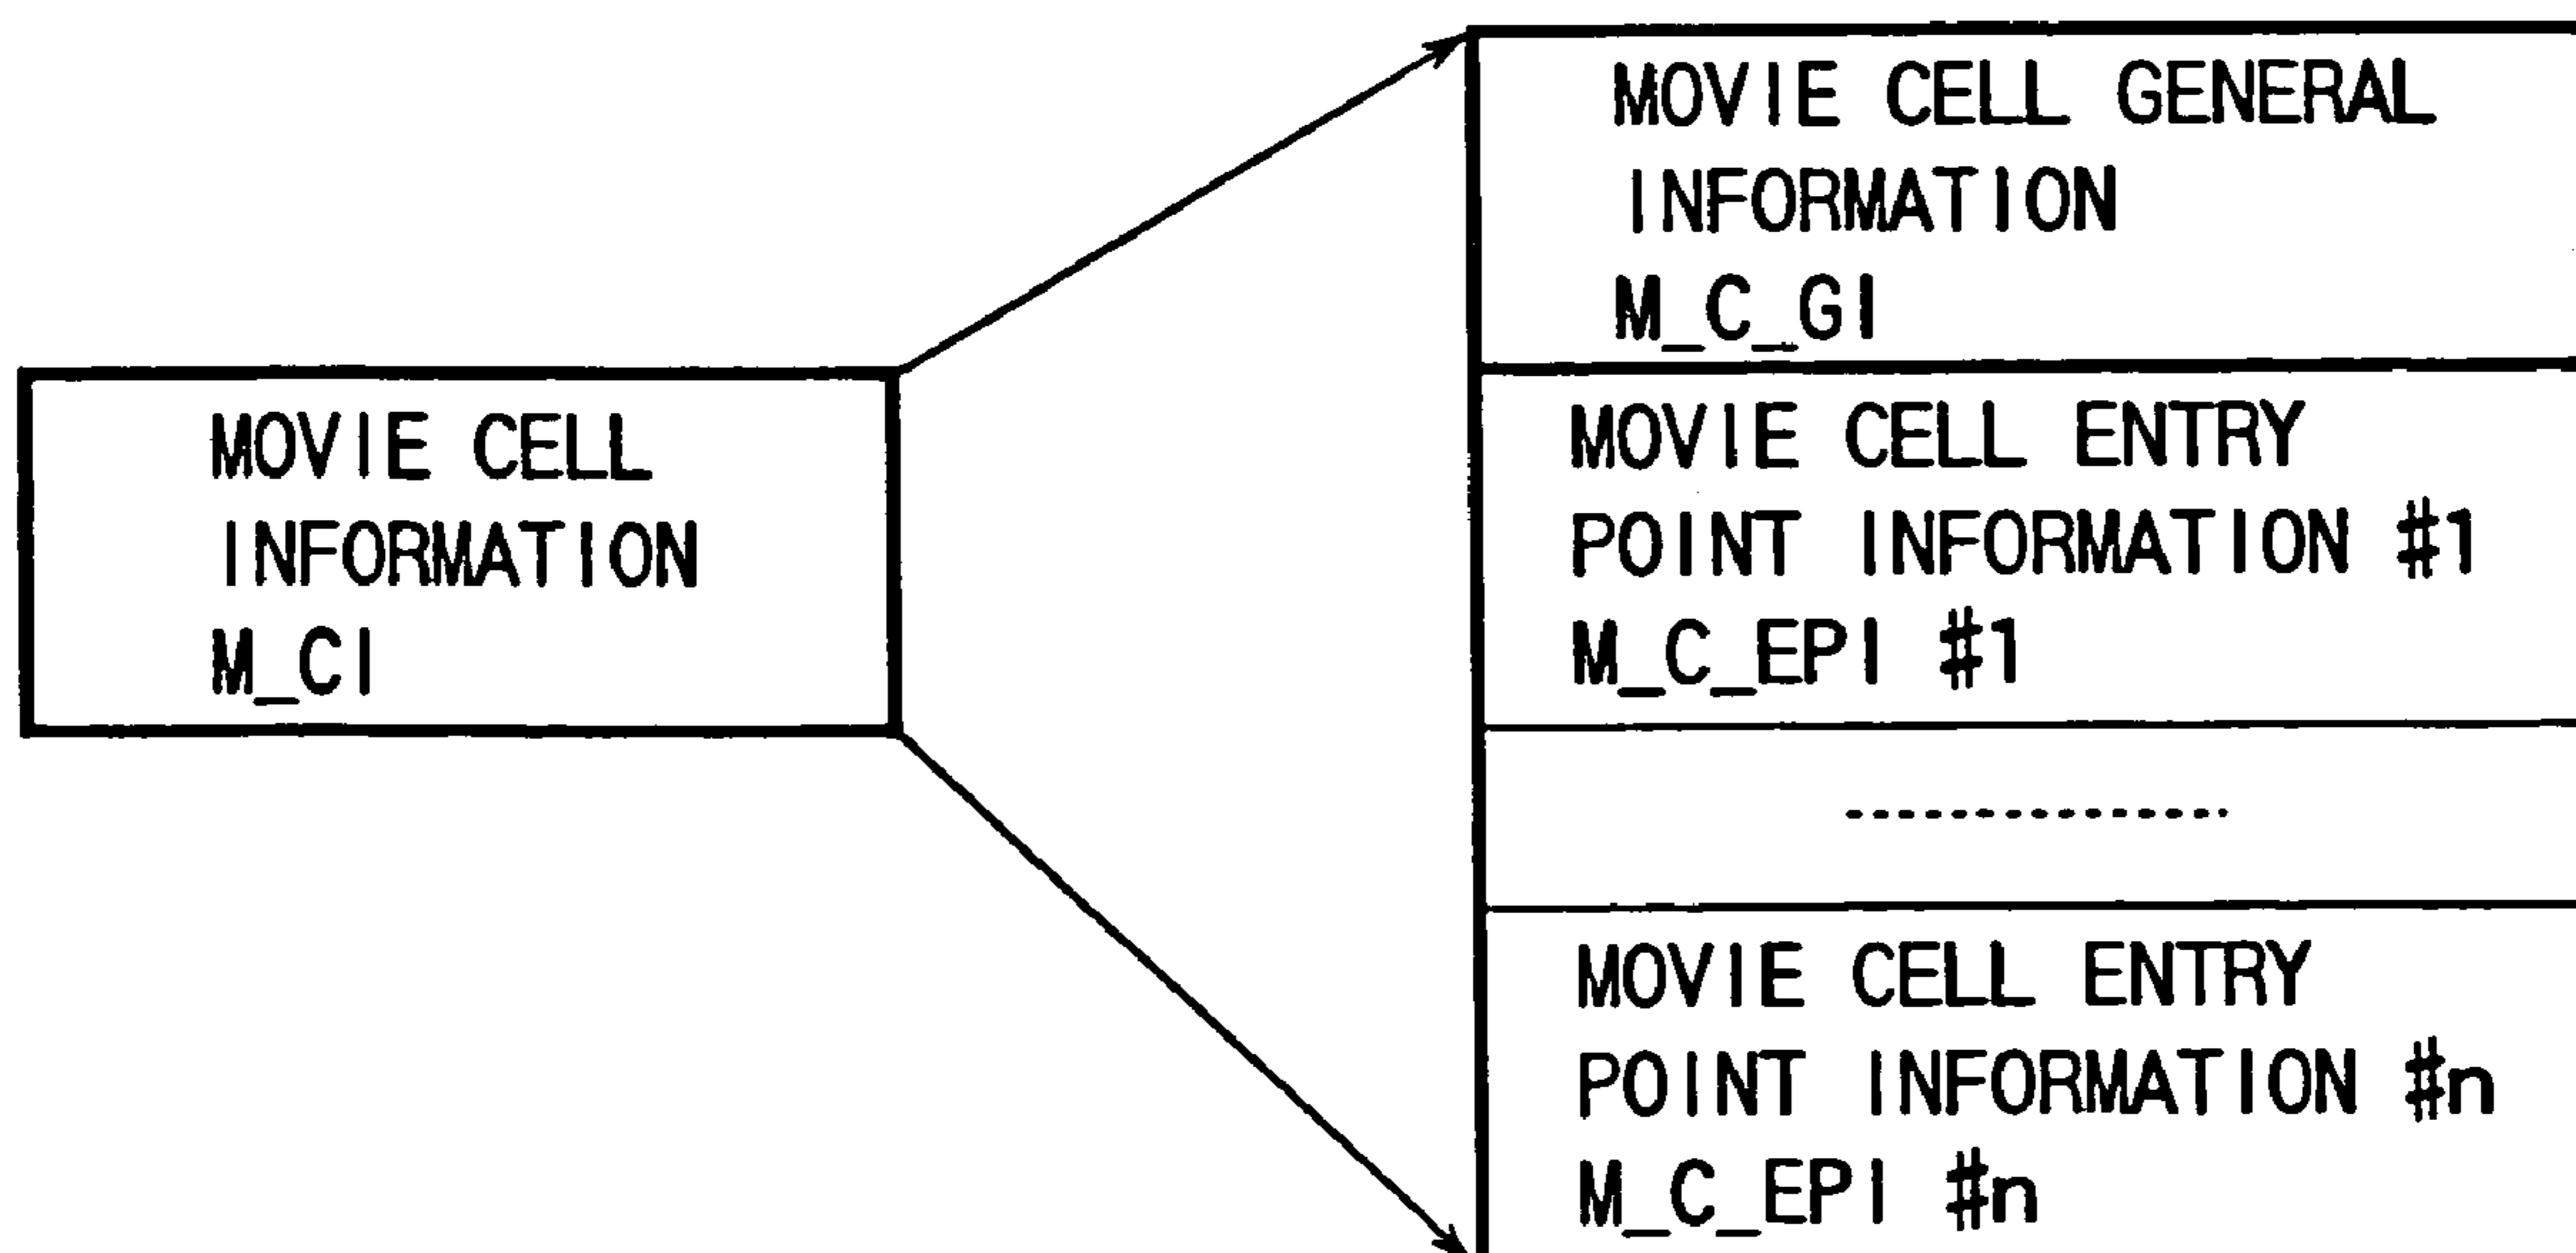 MOVIE CELL
INFORMATION
M_CI
MOVIE CELL GENERAL
INFORMATION
M_C_GI
MOVIE CELL ENTRY
POINT INFORMATION #1
M_C_EPI #1
MOVIE CELL ENTRY
POINT INFORMATION #n
M_C_EPI #n